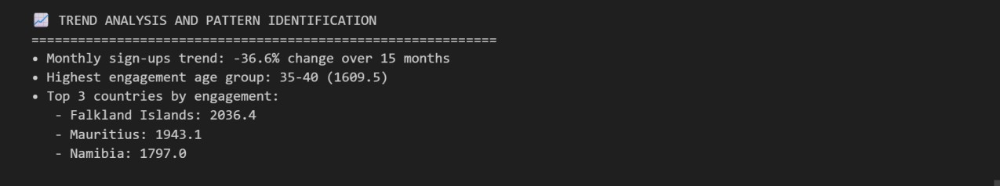 📈 TREND ANALYSIS AND PATTERN IDENTIFICATION
============================================================
• Monthly sign-ups trend: -36.6% change over 15 months
• Highest engagement age group: 35-40 (1609.5)
• Top 3 countries by engagement:
   - Falkland Islands: 2036.4
   - Mauritius: 1943.1
   - Namibia: 1797.0